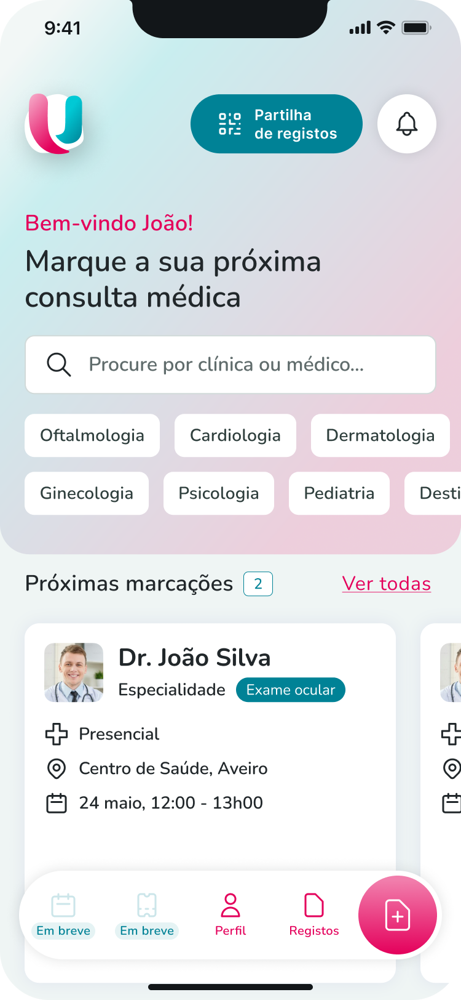 9:41
Partilha
de registos
Bem-vindo João!
Marque a sua próxima
consulta médica
Procure por clínica ou médico...
Oftalmologia
Cardiologia
Dermatologia
Ginecologia
Psicologia
Pediatria
Desti
Próximas marcações
2
Ver todas
Dr. João Silva
Especialidade
Exame ocular
Presencial
Centro de Saúde, Aveiro
24 maio, 12:00 - 13h00
Em breve
Em breve
Perfil
Registos